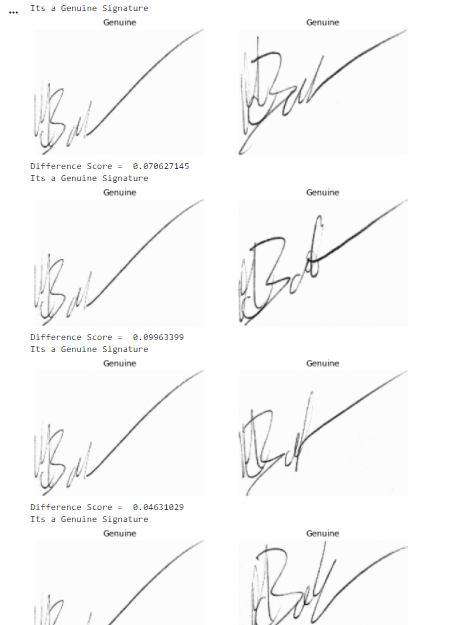 ... Its a Genuine Signature
Genuine Genuine
Difference Score =  0.070627145
Its a Genuine Signature
Genuine Genuine
Difference Score =  0.09963399
Its a Genuine Signature
Genuine Genuine
Difference Score =  0.04631029
Its a Genuine Signature
Genuine Genuine